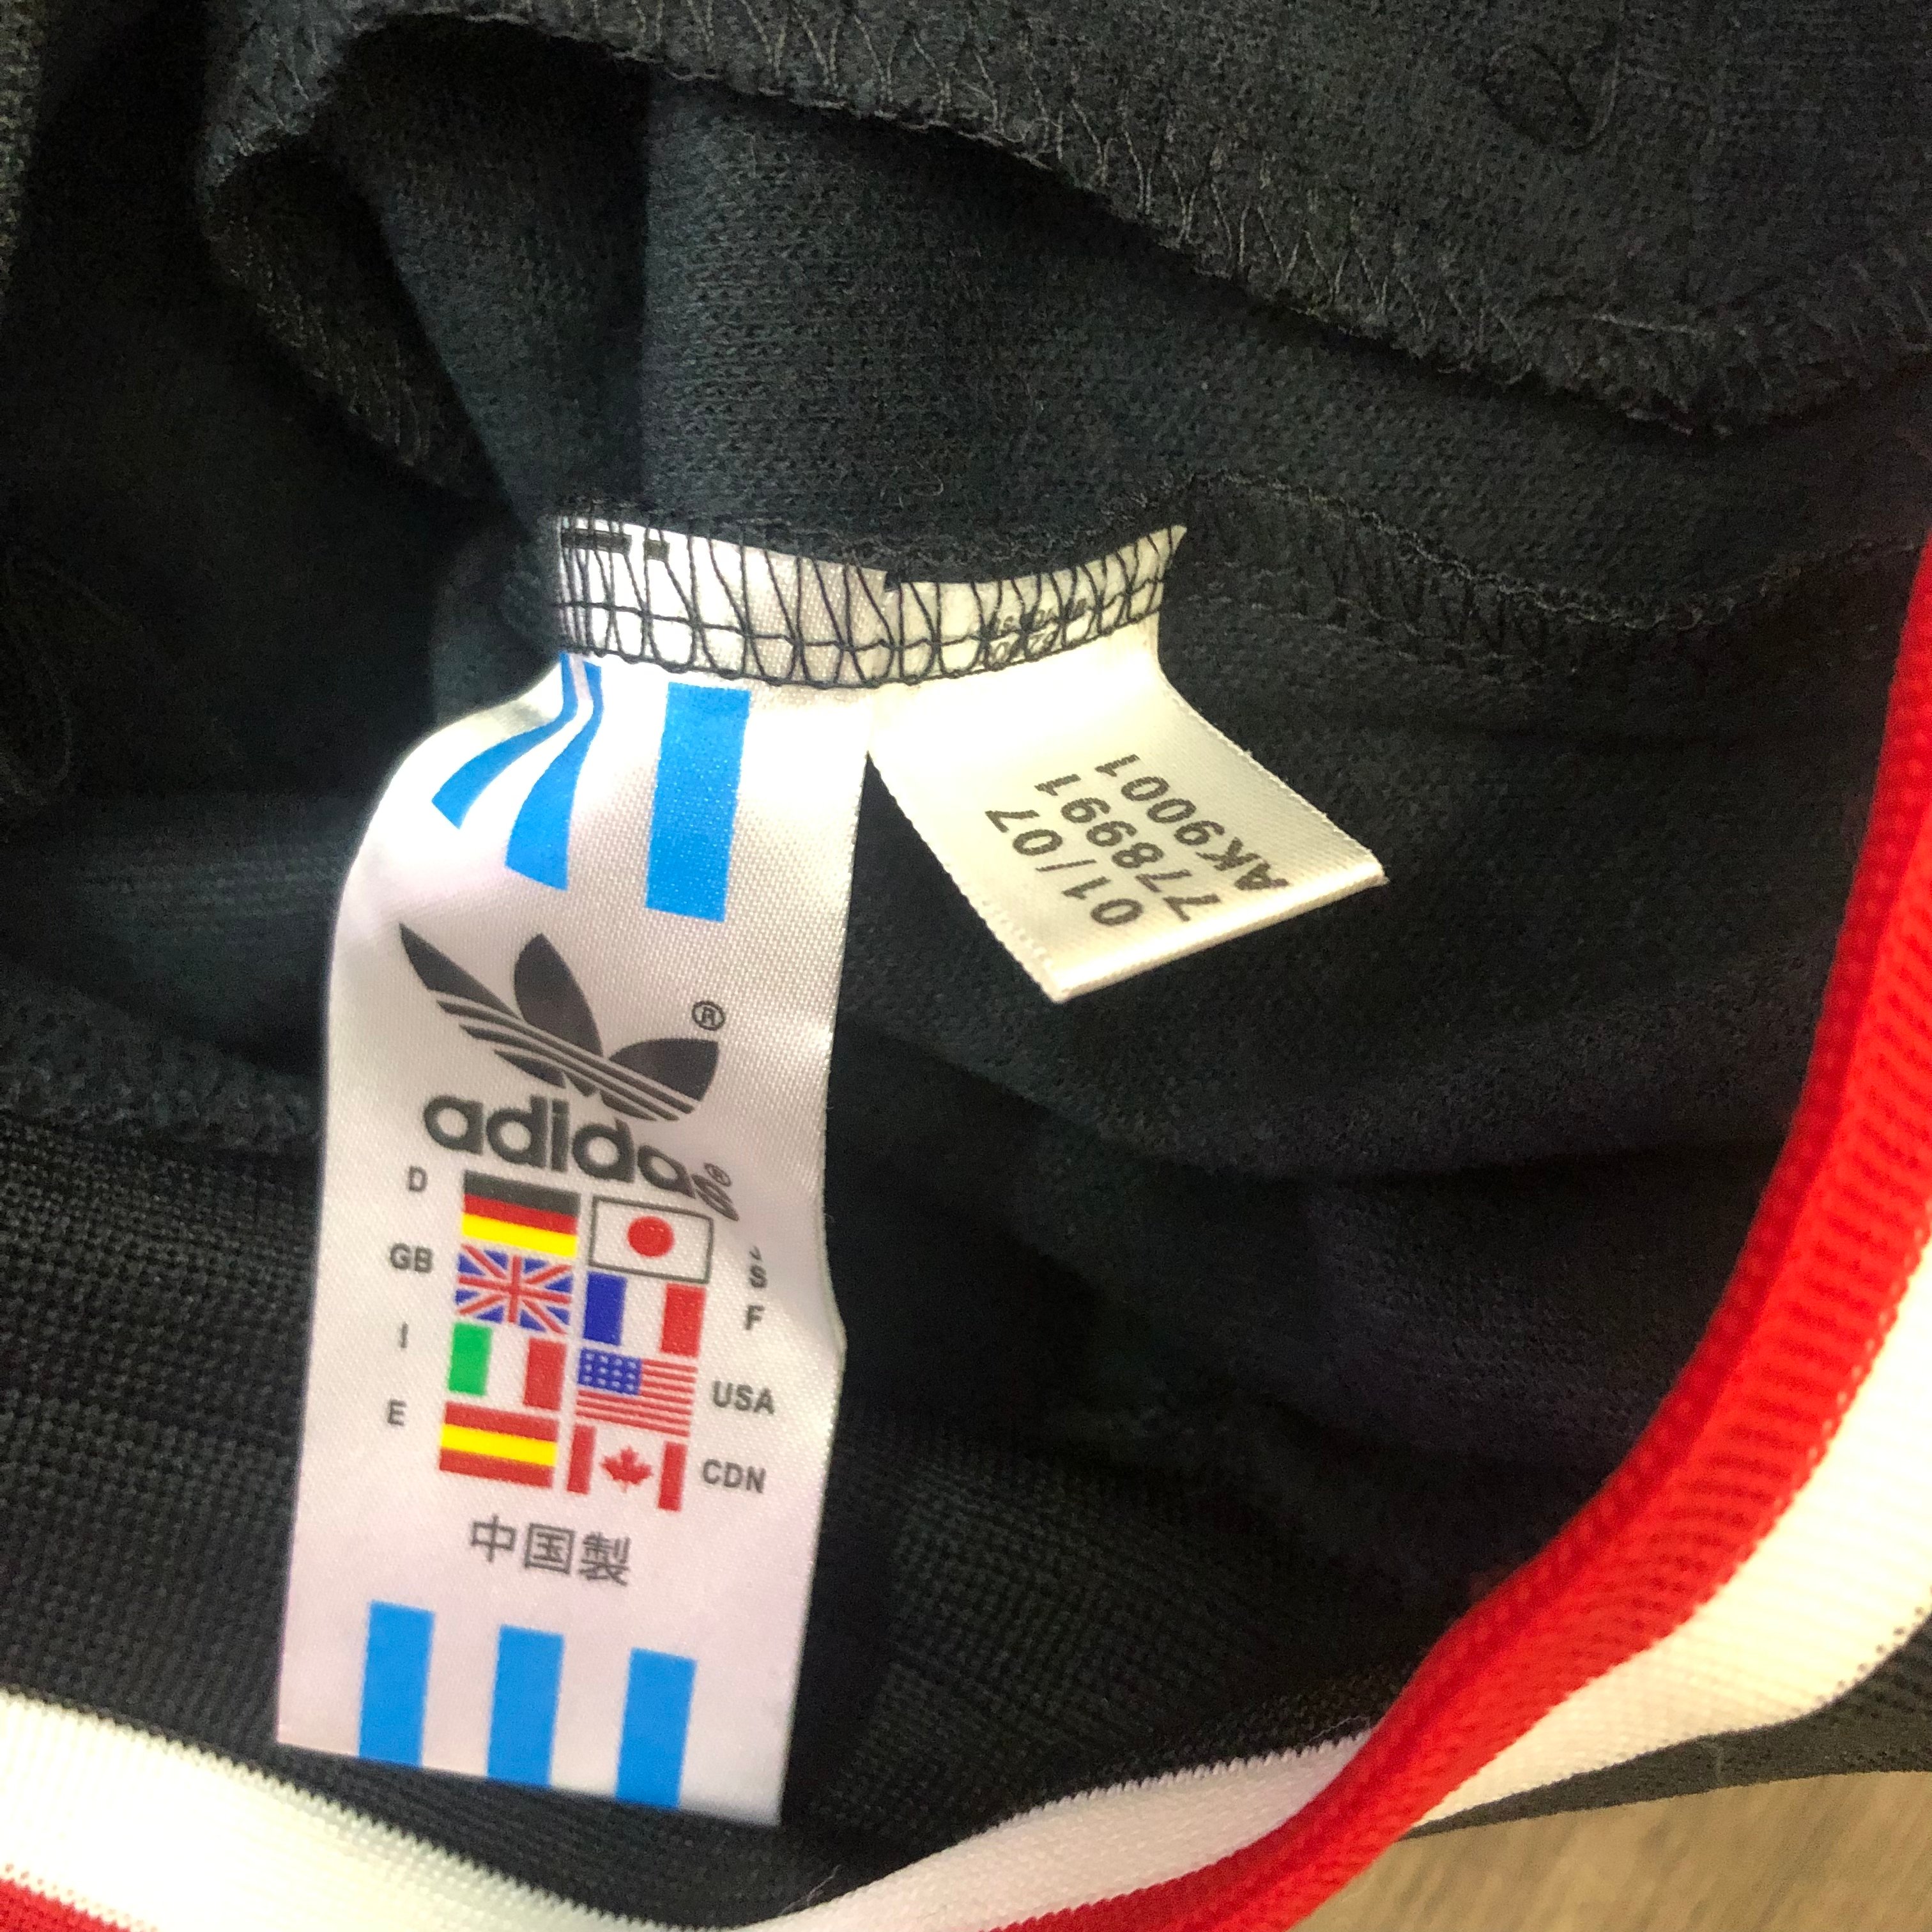 ®
adidas®
D
GB
I
E
S
F
USA
CDN
中国製
01/07
778991
AK9001